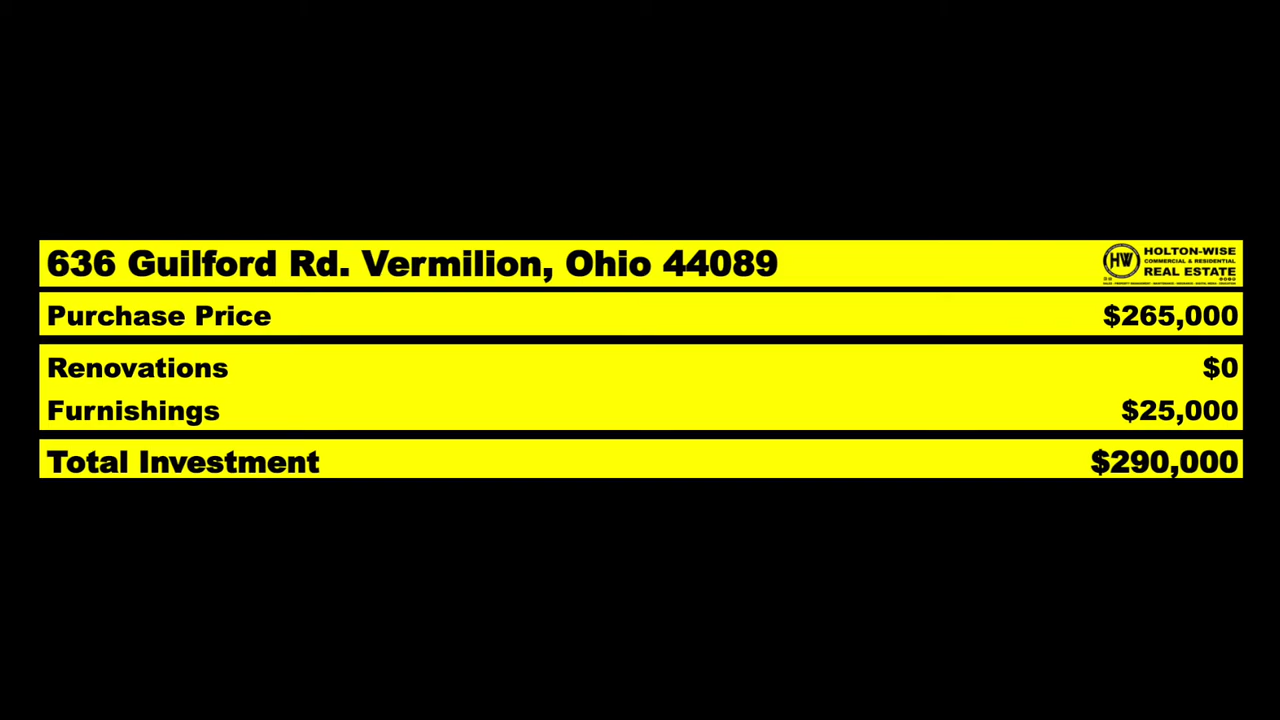 636 Guilford Rd. Vermilion, Ohio 44089
HW
HOLTON-WISE
COMMERCIAL & RESIDENTIAL
REAL ESTATE
Purchase Price $265,000
Renovations $0
Furnishings $25,000
Total Investment $290,000